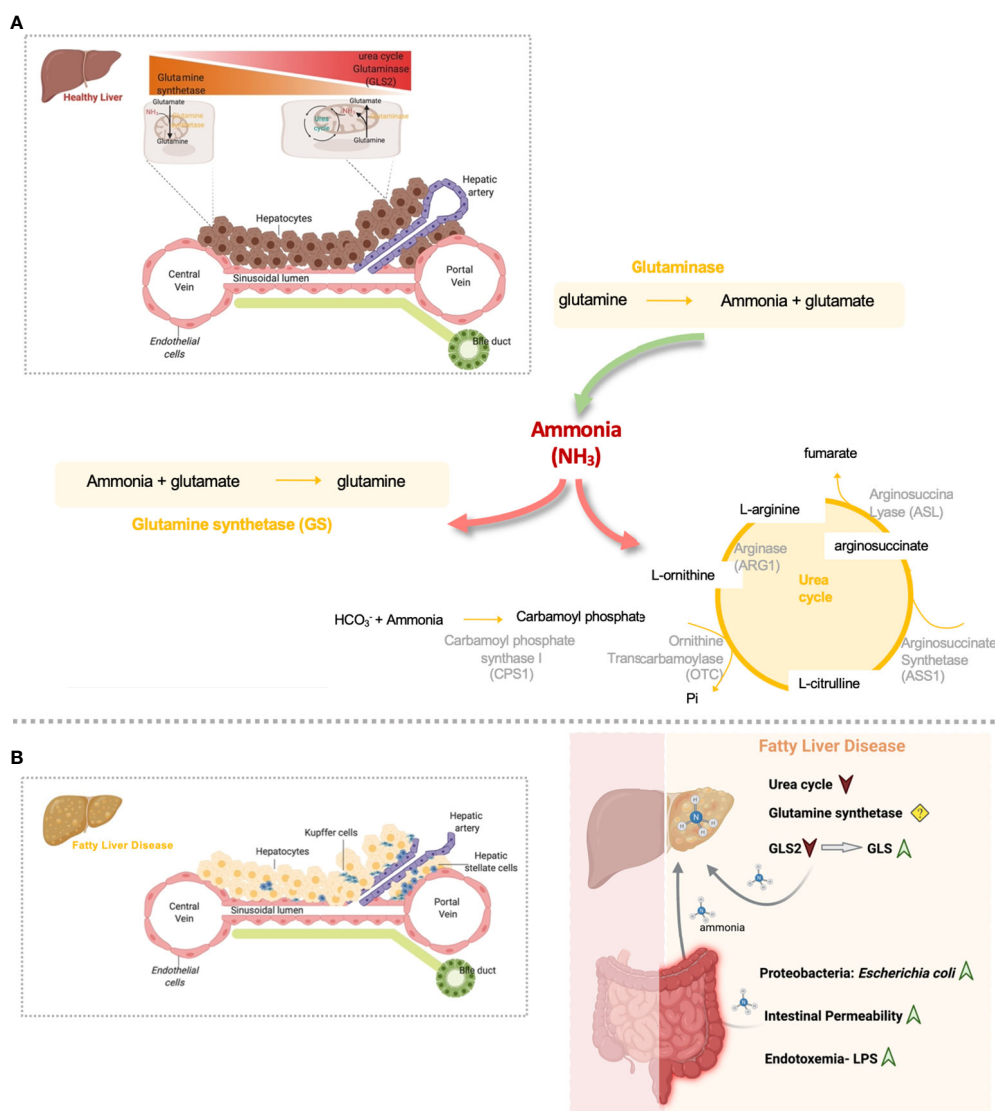 A
Healthy Liver
Glutamine
synthetase
urea cycle
Glutaminase
(GLS2)
Glutamate
NH₃
Glutamine
Glutamine
Glutamate
NH₃
Urea
cycle
Glutamine
Hepatic
artery
Hepatocytes
Central
Vein
Sinusoidal lumen
Portal
Vein
Endothelial
cells
Bile duct
Glutaminase
glutamine
Ammonia + glutamate
Ammonia
(NH₃)
Ammonia + glutamate
glutamine
Glutamine synthetase (GS)
fumarate
Arginosuccina
Lyase (ASL)
L-arginine
arginosuccinate
Arginase
(ARG1)
L-ornithine
Urea
cycle
HCO₃⁻ + Ammonia
Carbamoyl phosphate
Carbamoyl phosphate
synthase I
(CPS1)
Ornithine
Transcarbamoylase
(OTC)
Pi
Arginosuccinate
Synthetase
(ASS1)
L-citrulline
B
Fatty Liver Disease
Kupffer cells
Hepatocytes
Hepatic
artery
Hepatic
stellate cells
Central
Vein
Sinusoidal lumen
Portal
Vein
Endothelial
cells
Bile duct
Fatty Liver Disease
Urea cycle
Glutamine synthetase ?
GLS2 GLS
H
H N H
H
ammonia
Proteobacteria: Escherichia coli
Intestinal Permeability
Endotoxemia- LPS